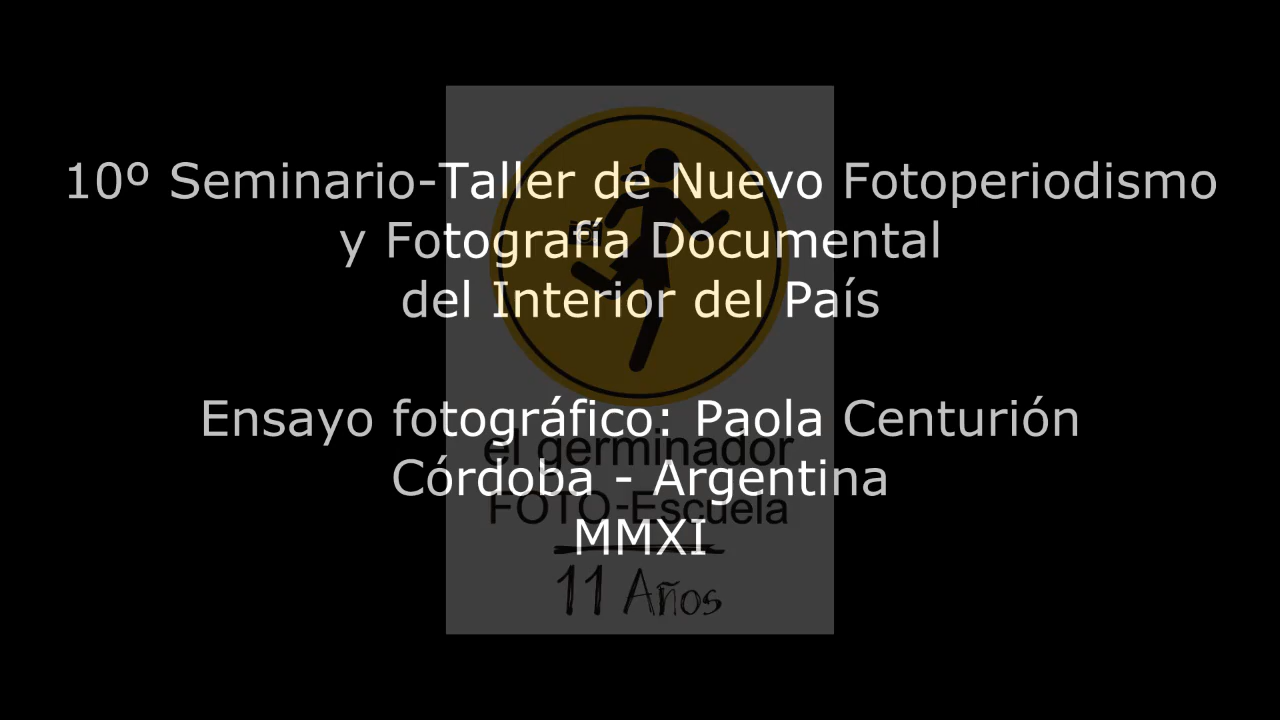 10º Seminario-Taller de Nuevo Fotoperiodismo
y Fotografía Documental
del Interior del País
Ensayo fotográfico: Paola Centurión
Córdoba - Argentina
MMXI
el germinador
FOTO-Escuela
11 Años